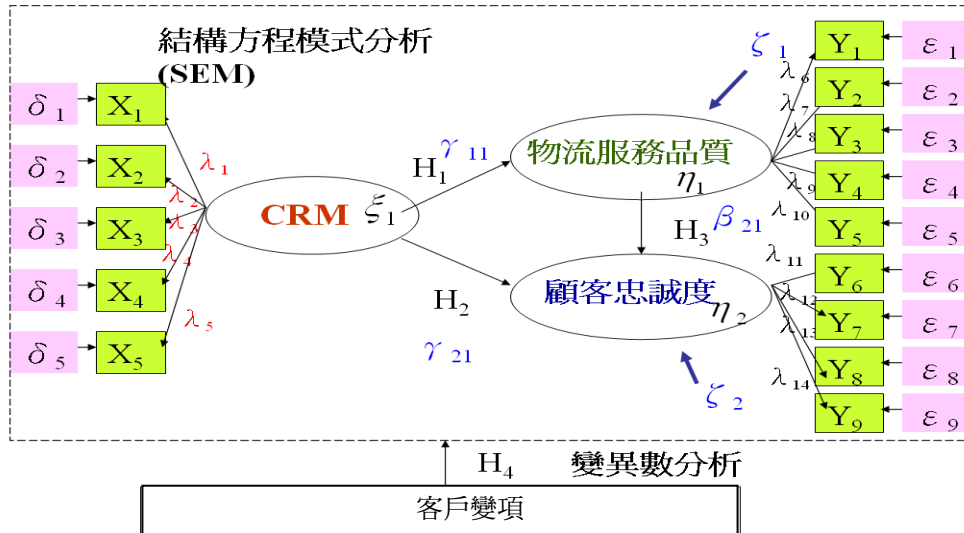 結構方程模式分析
(SEM)
δ1
X1
δ2
X2
δ3
X3
δ4
X4
δ5
X5
λ1
λ2
λ3
λ4
λ5
CRM ξ1
H1
γ11
H2
γ21
物流服務品質
η1
ζ1
H3
β21
顧客忠誠度
η2
ζ2
λ6
λ7
λ8
λ9
λ10
λ11
λ12
λ13
λ14
Y1
ε1
Y2
ε2
Y3
ε3
Y4
ε4
Y5
ε5
Y6
ε6
Y7
ε7
Y8
ε8
Y9
ε9
H4
變異數分析
客戶變項